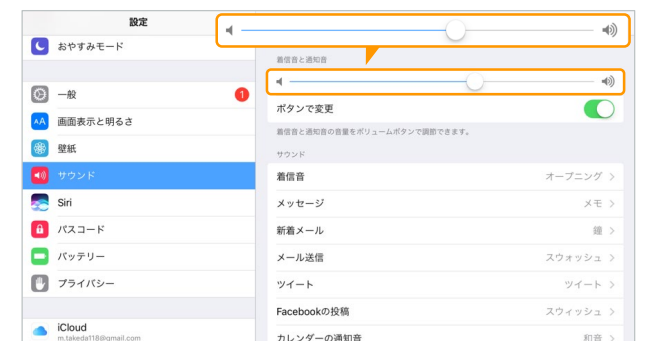 設定
おやすみモード
一般
1
画面表示と明るさ
AA
壁紙
サウンド
Siri
パスコード
バッテリー
プライバシー
iCloud
m.takeda118@gmail.com
着信音と通知音
ボタンで変更
着信音と通知音の音量をボリュームボタンで調節できます。
サウンド
着信音 オープニング >
メッセージ メモ >
新着メール 鐘 >
メール送信 スウォッシュ >
ツイート ツイート >
Facebookの投稿 スウィッシュ >
カレンダーの通知音 和音 >